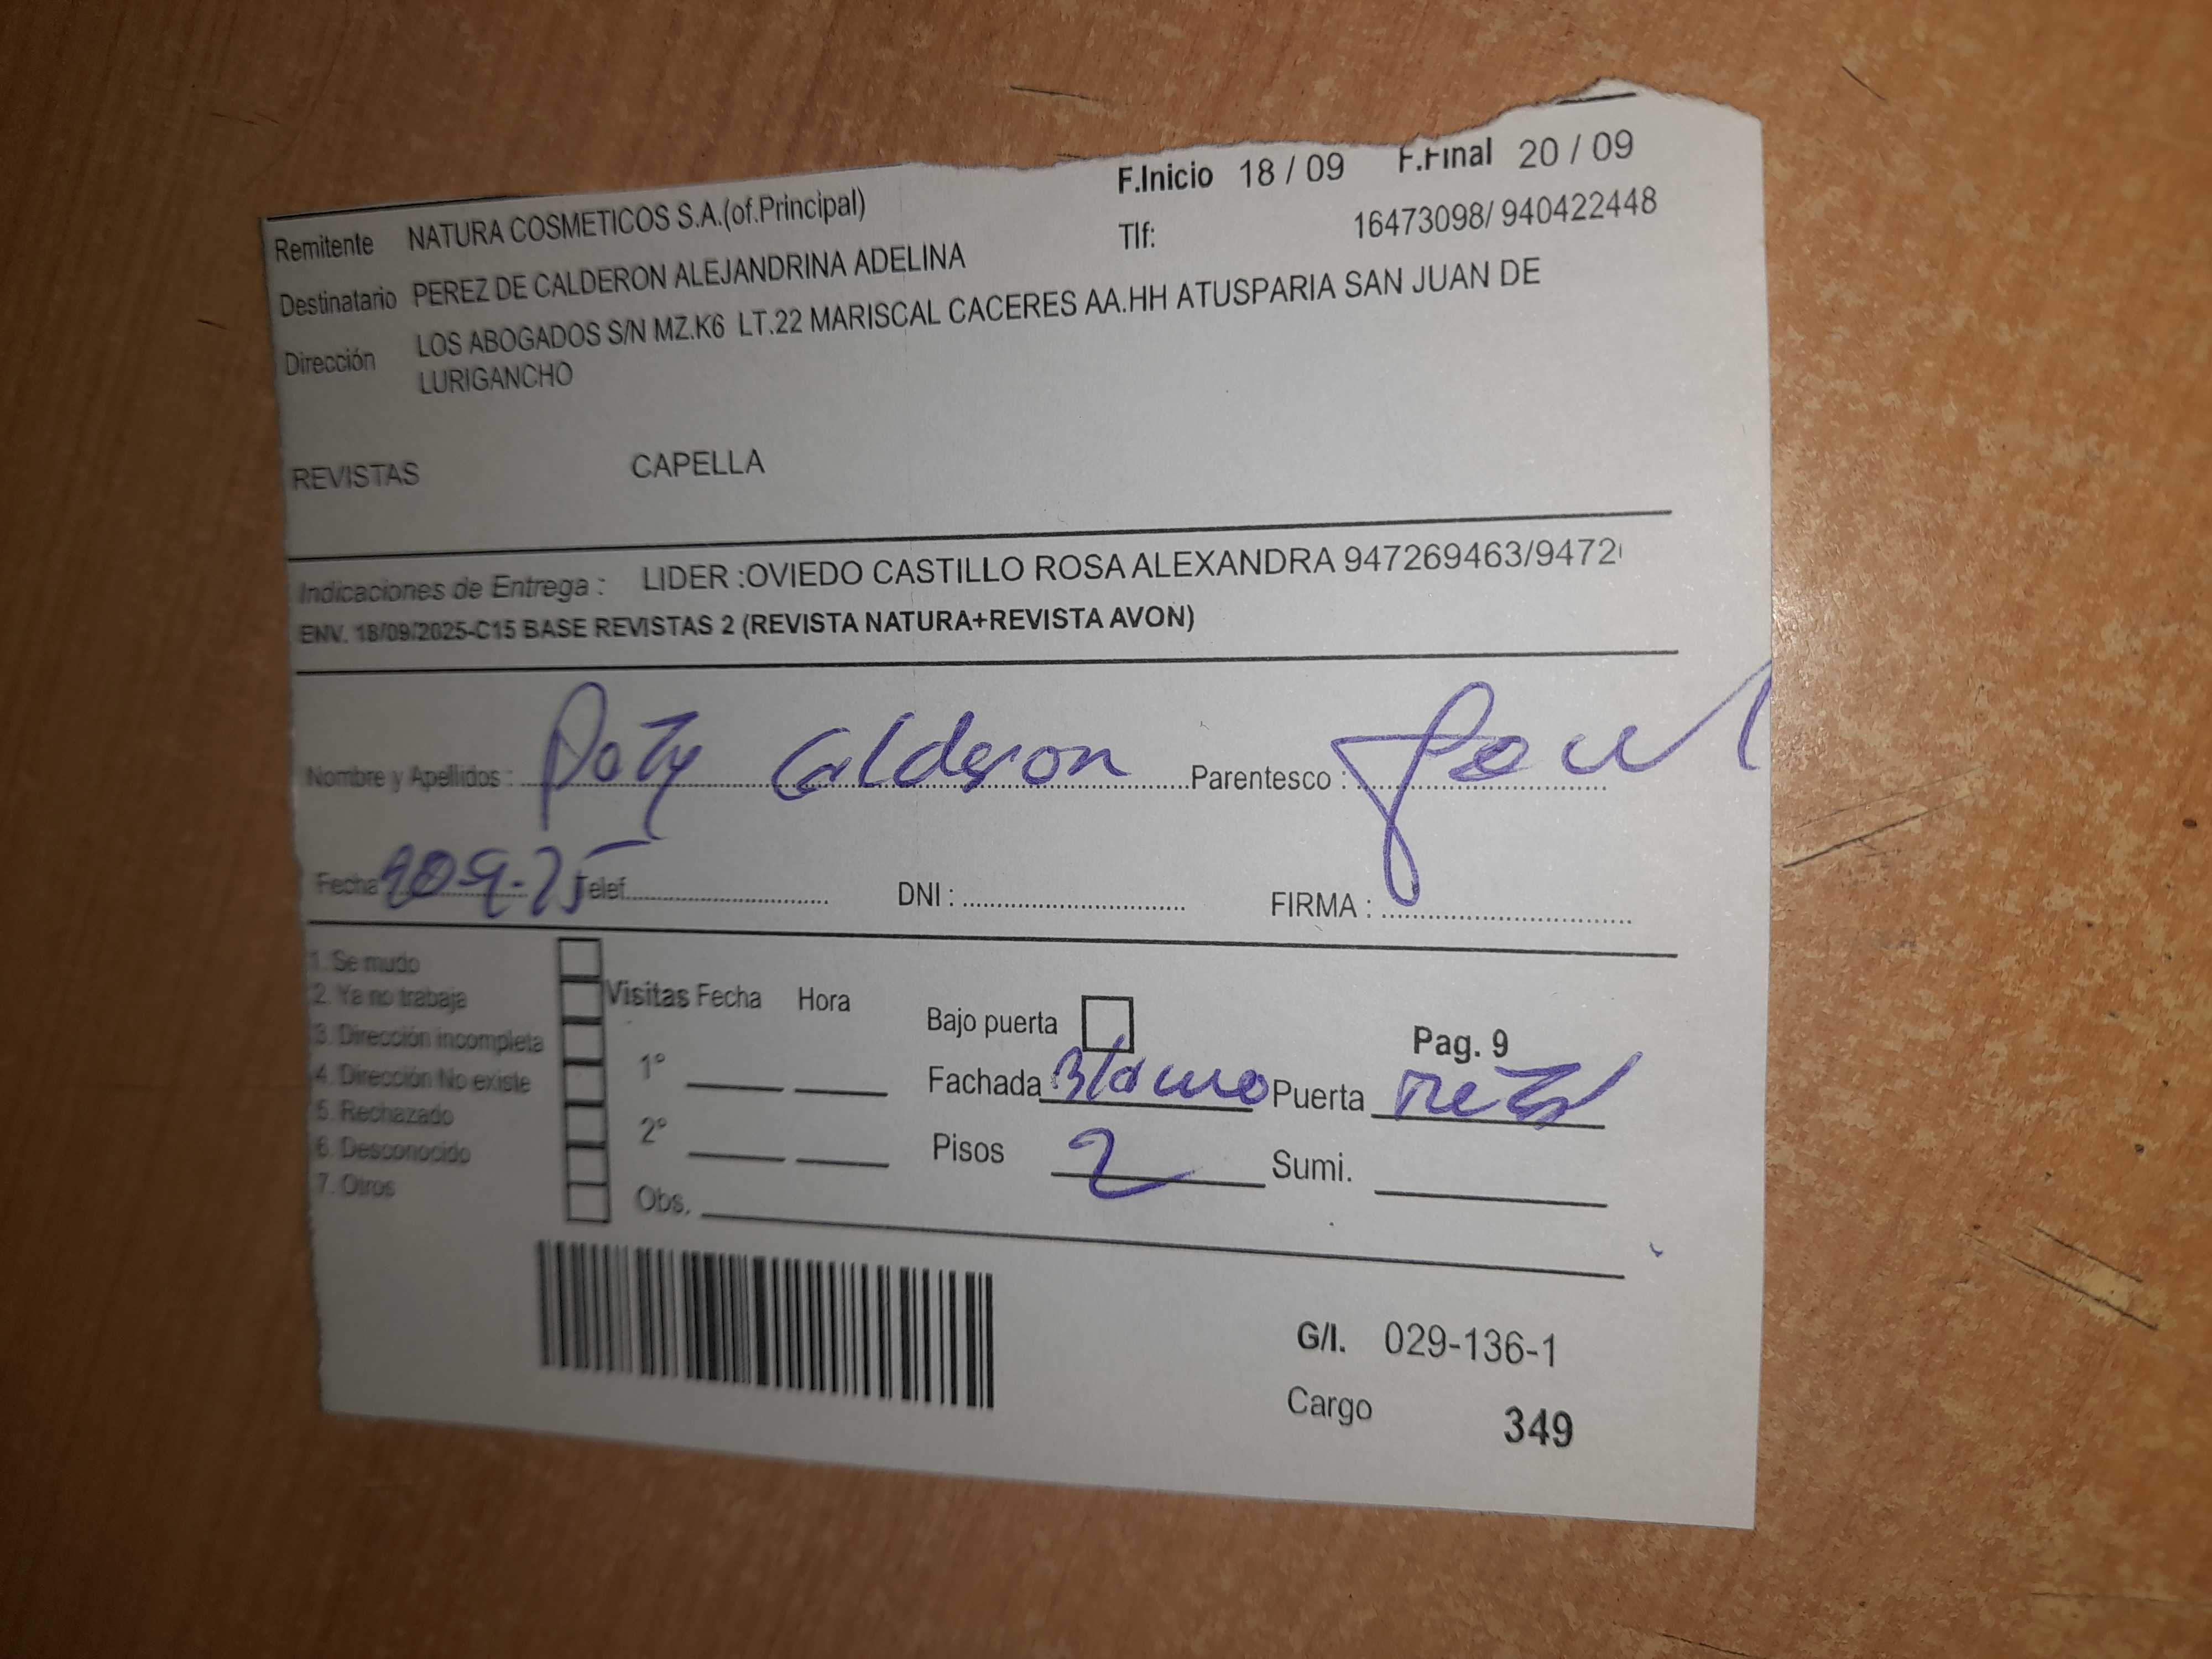 F.Inicio 18 / 09 F.Final 20 / 09
Remitente NATURA COSMETICOS S.A.(of.Principal) Tlf: 16473098/ 940422448
Destinatario PEREZ DE CALDERON ALEJANDRINA ADELINA
Dirección LOS ABOGADOS S/N MZ.K6 LT.22 MARISCAL CACERES AA.HH ATUSPARIA SAN JUAN DE
LURIGANCHO
REVISTAS CAPELLA
Indicaciones de Entrega : LIDER :OVIEDO CASTILLO ROSA ALEXANDRA 947269463/9472
ENV. 18/09/2025-C15 BASE REVISTAS 2 (REVISTA NATURA+REVISTA AVON)
Nombre y Apellidos : Calderon Parentesco :
Fecha Telef. DNI : FIRMA :
1. Se mudo
2. Ya no trabaja Visitas Fecha Hora Bajo puerta Pag. 9
3. Dirección incompleta
4. Dirección No existe 1° Fachada Blanco Puerta
5. Rechazado
6. Desconocido 2° Pisos 2 Sumi.
7. Otros Obs.
G/I. 029-136-1
Cargo 349